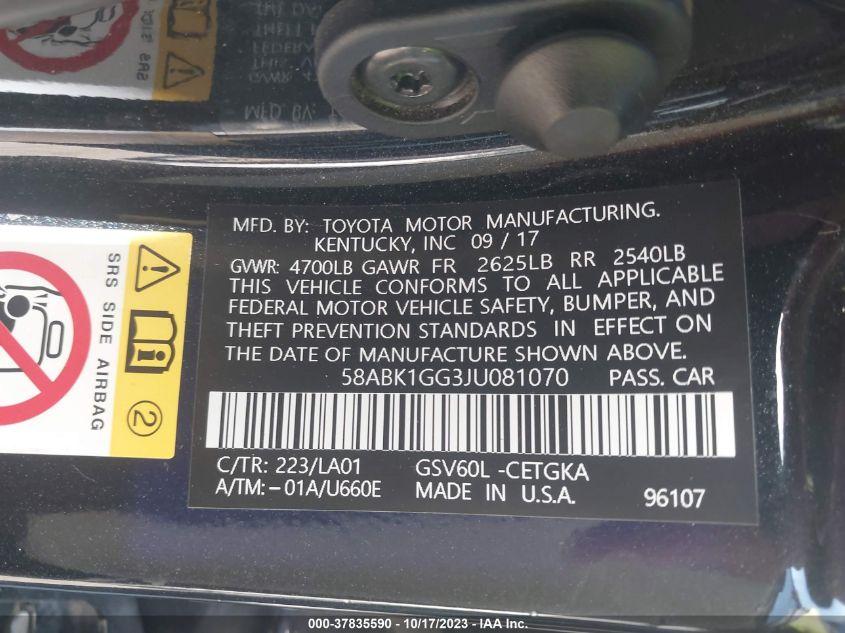 MFD. BY:
SRS SIDE AIRBAG
2
MFD. BY: TOYOTA MOTOR MANUFACTURING.
KENTUCKY, INC 09 / 17
GVWR: 4700LB GAWR FR 2625LB RR 2540LB
THIS VEHICLE CONFORMS TO ALL APPLICABLE
FEDERAL MOTOR VEHICLE SAFETY, BUMPER, AND
THEFT PREVENTION STANDARDS IN EFFECT ON
THE DATE OF MANUFACTURE SHOWN ABOVE.
58ABK1GG3JU081070 PASS. CAR
C/TR: 223/LA01 GSV60L -CETGKA
A/TM: -01A/U660E MADE IN U.S.A. 96107
000-37835590 - 10/17/2023 - IAA Inc.